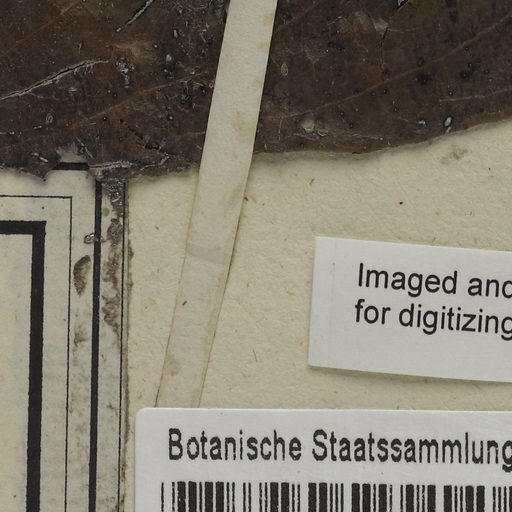 Imaged and
for digitizing
Botanische Staatssammlung